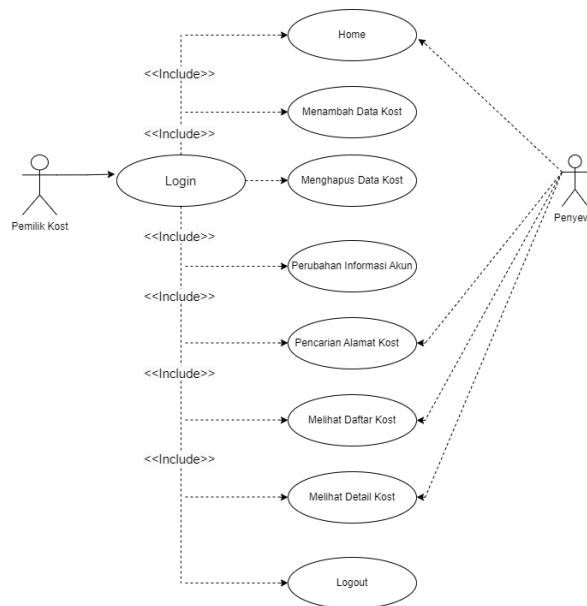 Home
<<Include>>
Menambah Data Kost
<<Include>>
Login
Menghapus Data Kost
Pemilik Kost
Penyew
<<Include>>
Perubahan Informasi Akun
<<Include>>
Pencarian Alamat Kost
<<Include>>
Melihat Daftar Kost
<<Include>>
Melihat Detail Kost
Logout